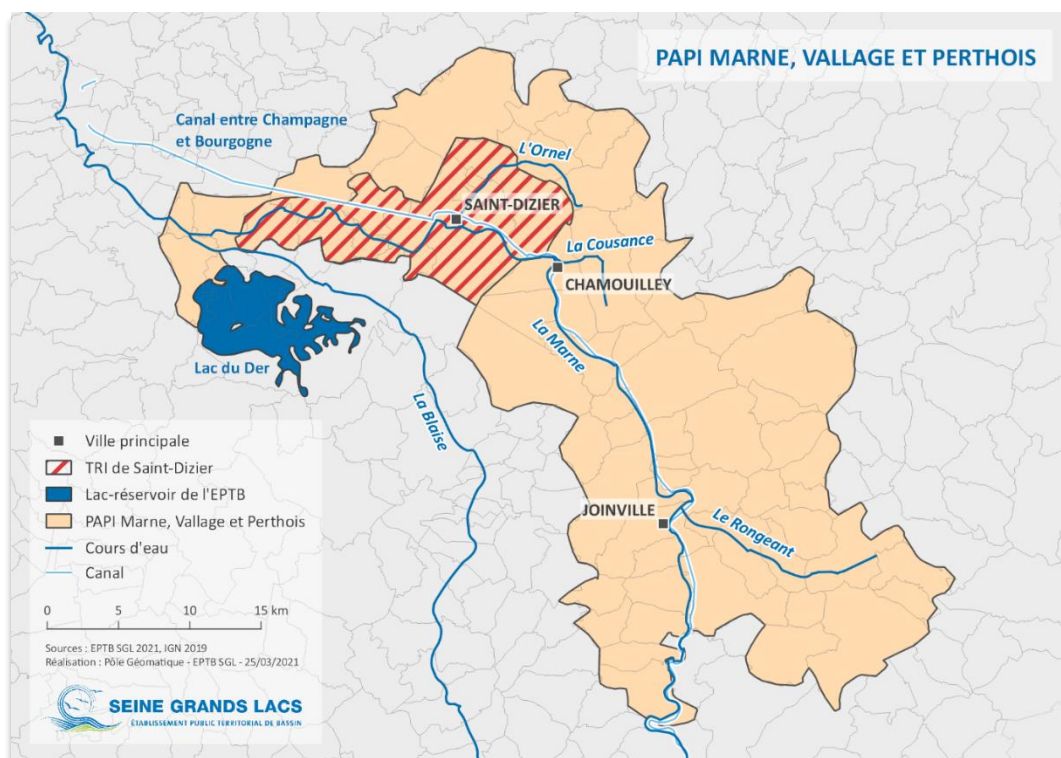 PAPI MARNE, VALLAGE ET PERTHOIS
Canal entre Champagne
et Bourgogne
L'Ornel
SAINT-DIZIER
La Cousance
CHAMOUILLEY
La Marne
Lac du Der
La Blaise
JOINVILLE
Le Rongeant
Ville principale
TRI de Saint-Dizier
Lac-réservoir de l'EPTB
PAPI Marne, Vallage et Perthois
Cours d'eau
Canal
0 5 10 15 km
Sources : EPTB SGL 2021, IGN 2019
Réalisation : Pôle Géomatique - EPTB SGL - 25/03/2021
SEINE GRANDS LACS
ÉTABLISSEMENT PUBLIC TERRITORIAL DE BASSIN